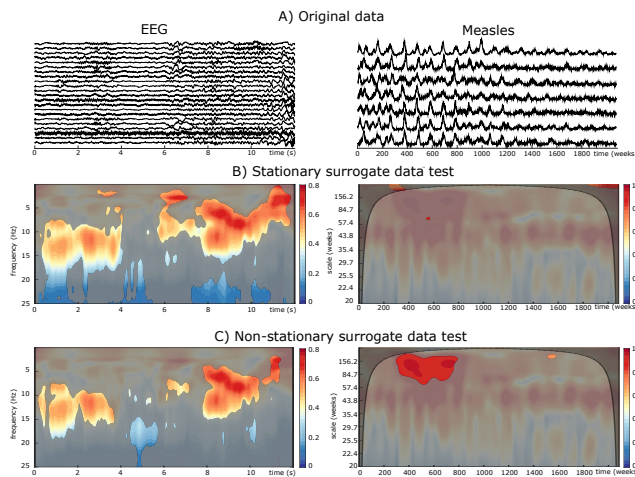 A) Original data
EEG
Measles
0 2 4 6 8 10 time (s)
0 200 400 600 800 1000 1200 1400 1600 1800 time (weeks
B) Stationary surrogate data test
frequency (Hz)
5
10
15
20
25
0 2 4 6 8 10 time (s)
0.8
0.6
0.4
0.2
0
scale (weeks)
156.2
84.7
57.4
43.8
35.4
29.7
25.5
22.4
20
200 400 600 800 1000 1200 1400 1600 1800 time (weeks
C) Non-stationary surrogate data test
frequency (Hz)
5
10
15
20
25
0 2 4 6 8 10 time (s)
0.8
0.6
0.4
0.2
0
scale (weeks)
156.2
84.7
57.4
43.8
35.4
29.7
25.5
22.4
20
200 400 600 800 1000 1200 1400 1600 1800 time (weeks